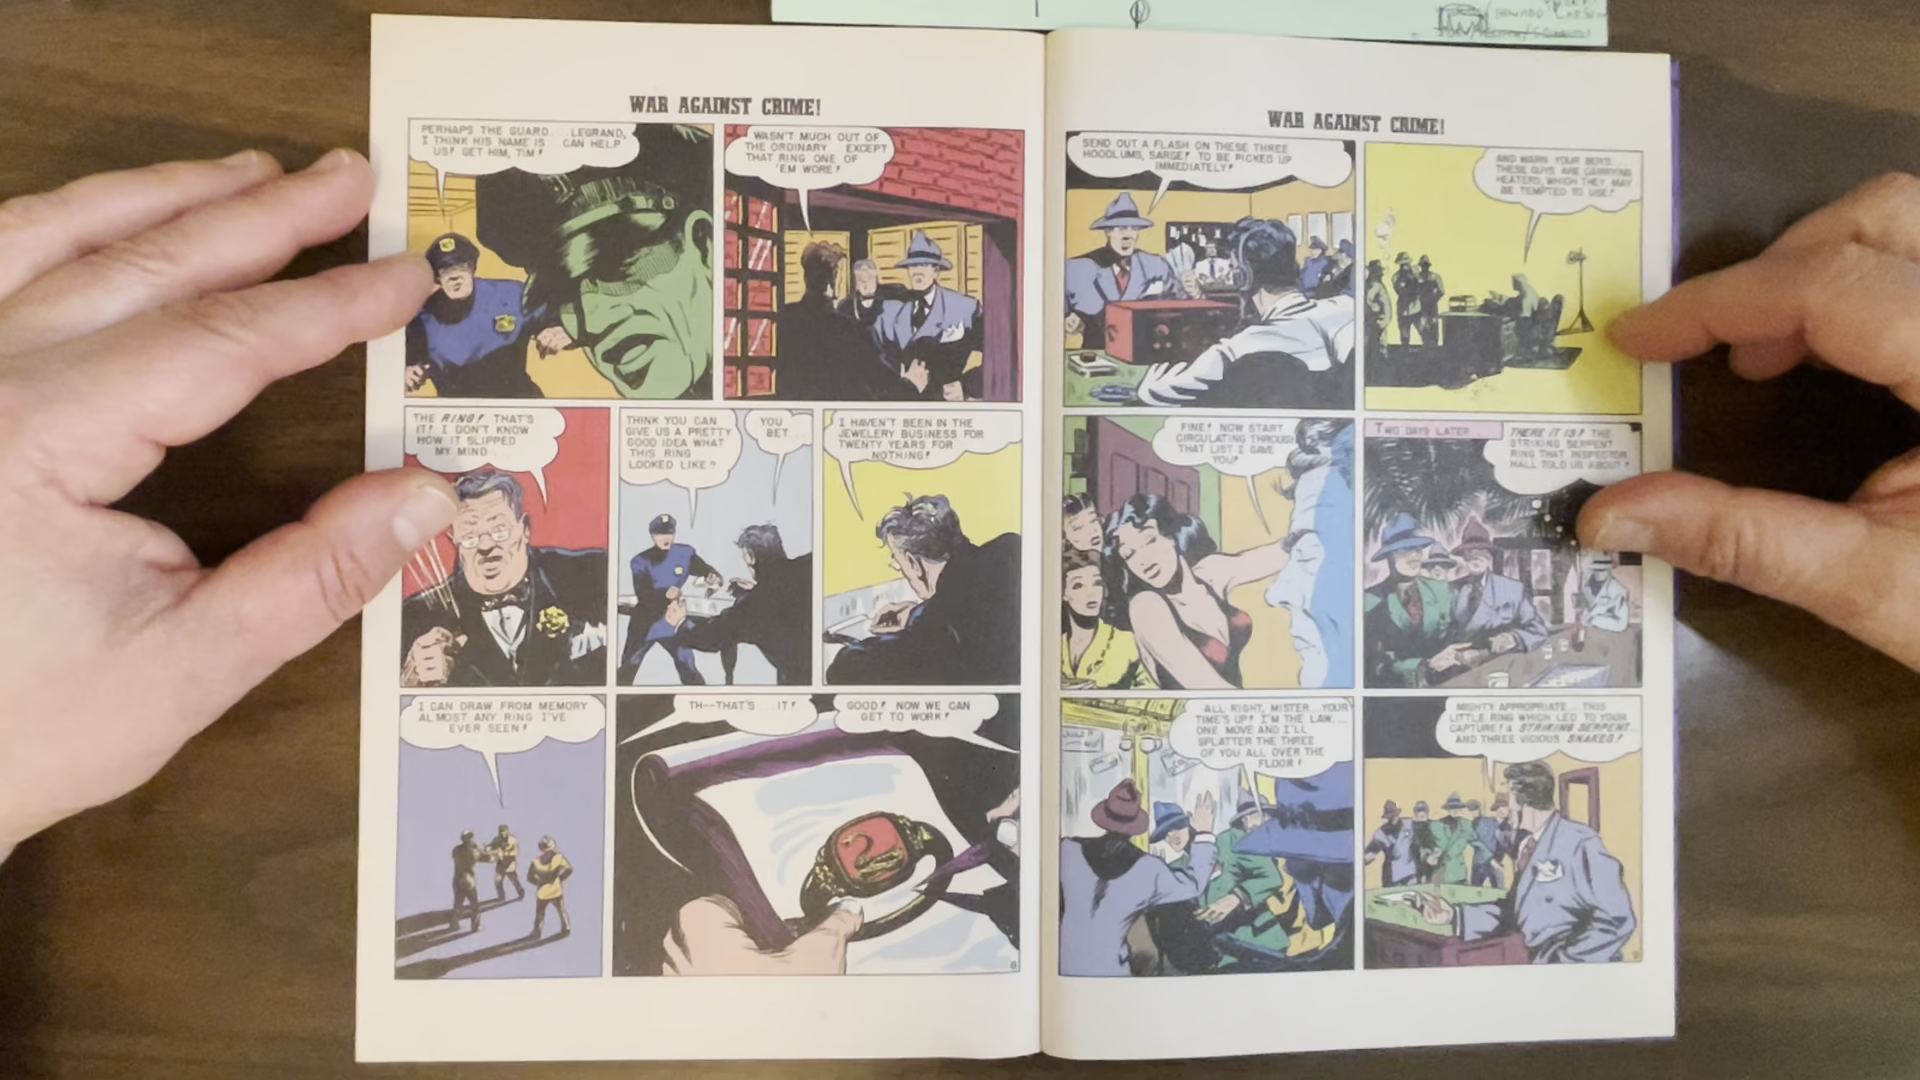 WAR AGAINST CRIME!
PERHAPS THE GUARD... LEGRAND,
I THINK HIS NAME IS... CAN HELP
US! GET HIM, TIM!
WASN'T MUCH OUT OF
THE ORDINARY... EXCEPT
THAT RING ONE OF
'EM WORE!
THE RING! THAT'S
IT! I DON'T KNOW
HOW IT SLIPPED
MY MIND...
THINK YOU CAN
GIVE US A PRETTY
GOOD IDEA WHAT
THIS RING
LOOKED LIKE?
YOU
BET...
I HAVEN'T BEEN IN THE
JEWELERY BUSINESS FOR
TWENTY YEARS FOR
NOTHING!
I CAN DRAW FROM MEMORY
ALMOST ANY RING I'VE
EVER SEEN!
TH--THAT'S... IT!
GOOD! NOW WE CAN
GET TO WORK!
8
WAR AGAINST CRIME!
SEND OUT A FLASH ON THESE THREE
HOODLUMS, SARGE! TO BE PICKED UP
IMMEDIATELY!
AND WARN YOUR BOYS...
THESE GUYS ARE CARRYING
HEATERS, WHICH THEY MAY
BE TEMPTED TO USE!
FINE! NOW START
CIRCULATING THROUGH
THAT LIST I GAVE
YOU!
TWO DAYS LATER...
THERE IT IS! THE
STRIKING SERPENT
RING THAT INSPECTOR
HALL TOLD US ABOUT!
ALL RIGHT, MISTER...YOUR
TIME'S UP! I'M THE LAW...
ONE MOVE AND I'LL
SPLATTER THE THREE
OF YOU ALL OVER THE
FLOOR!
MIGHTY APPROPRIATE... THIS
LITTLE RING WHICH LED TO YOUR
CAPTURE! A STRIKING SERPENT...
AND THREE VICIOUS SNAKES!